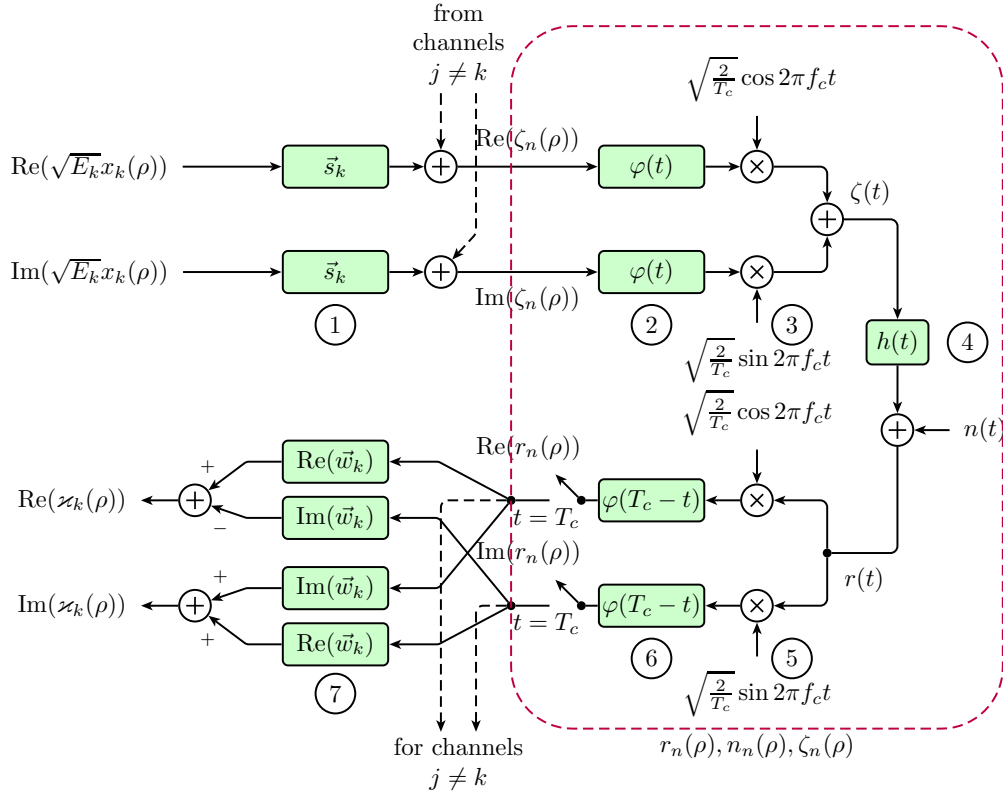 from
channels
j ≠ k
√(2/T_c) cos 2πf_c t
Re(√E_k x_k(ρ))
s⃗_k
+
Re(ζ_n(ρ))
φ(t)
×
+
ζ(t)
Im(√E_k x_k(ρ))
s⃗_k
+
Im(ζ_n(ρ))
φ(t)
×
1
2
3
√(2/T_c) sin 2πf_c t
h(t)
4
√(2/T_c) cos 2πf_c t
+
n(t)
Re(r_n(ρ))
+
Re(w⃗_k)
Re(ϰ_k(ρ))
+
−
Im(w⃗_k)
t = T_c
φ(T_c − t)
×
Im(r_n(ρ))
r(t)
+
Im(w⃗_k)
Im(ϰ_k(ρ))
+
+
Re(w⃗_k)
t = T_c
φ(T_c − t)
×
7
6
5
√(2/T_c) sin 2πf_c t
for channels
j ≠ k
r_n(ρ), n_n(ρ), ζ_n(ρ)